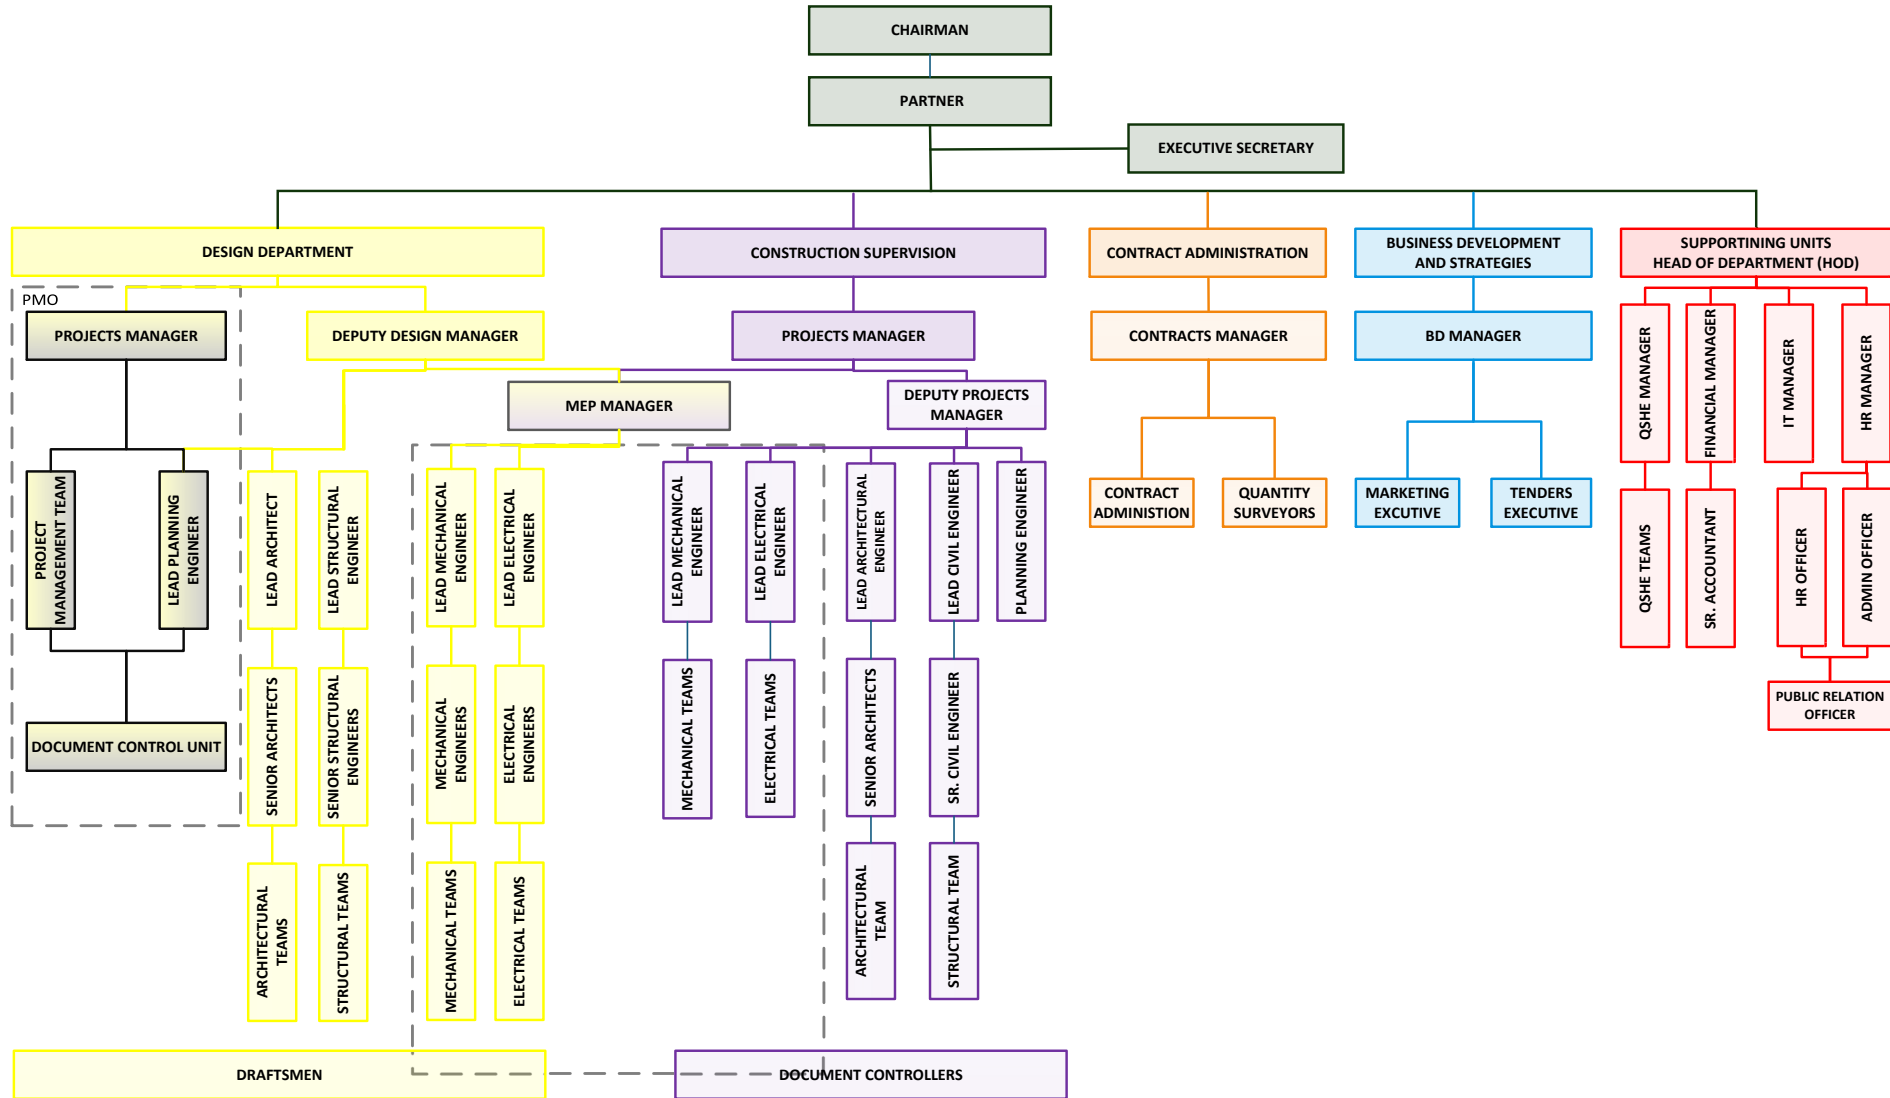 CHAIRMAN
PARTNER
EXECUTIVE SECRETARY
DESIGN DEPARTMENT
CONSTRUCTION SUPERVISION
CONTRACT ADMINISTRATION
BUSINESS DEVELOPMENT
AND STRATEGIES
SUPPORTINING UNITS
HEAD OF DEPARTMENT (HOD)
PMO
PROJECTS MANAGER
DEPUTY DESIGN MANAGER
PROJECTS MANAGER
CONTRACTS MANAGER
BD MANAGER
QSHE MANAGER
FINANCIAL MANAGER
IT MANAGER
HR MANAGER
MEP MANAGER
DEPUTY PROJECTS
MANAGER
PROJECT
MANAGEMENT TEAM
LEAD PLANNING
ENGINEER
LEAD ARCHITECT
LEAD STRUCTURAL
ENGINEER
LEAD MECHANICAL
ENGINEER
LEAD ELECTRICAL
ENGINEER
LEAD MECHANICAL
ENGINEER
LEAD ELECTRICAL
ENGINEER
LEAD ARCHITECTURAL
ENGINEER
LEAD CIVIL ENGINEER
PLANNING ENGINEER
CONTRACT
ADMINISTION
QUANTITY
SURVEYORS
MARKETING
EXCUTIVE
TENDERS
EXECUTIVE
QSHE TEAMS
SR. ACCOUNTANT
HR OFFICER
ADMIN OFFICER
PUBLIC RELATION
OFFICER
DOCUMENT CONTROL UNIT
SENIOR ARCHITECTS
SENIOR STRUCTURAL
ENGINEERS
MECHANICAL
ENGINEERS
ELECTRICAL
ENGINEERS
MECHANICAL TEAMS
ELECTRICAL TEAMS
SENIOR ARCHITECTS
SR. CIVIL ENGINEER
ARCHITECTURAL
TEAMS
STRUCTURAL TEAMS
MECHANICAL TEAMS
ELECTRICAL TEAMS
ARCHITECTURAL
TEAM
STRUCTURAL TEAM
DRAFTSMEN
DOCUMENT CONTROLLERS